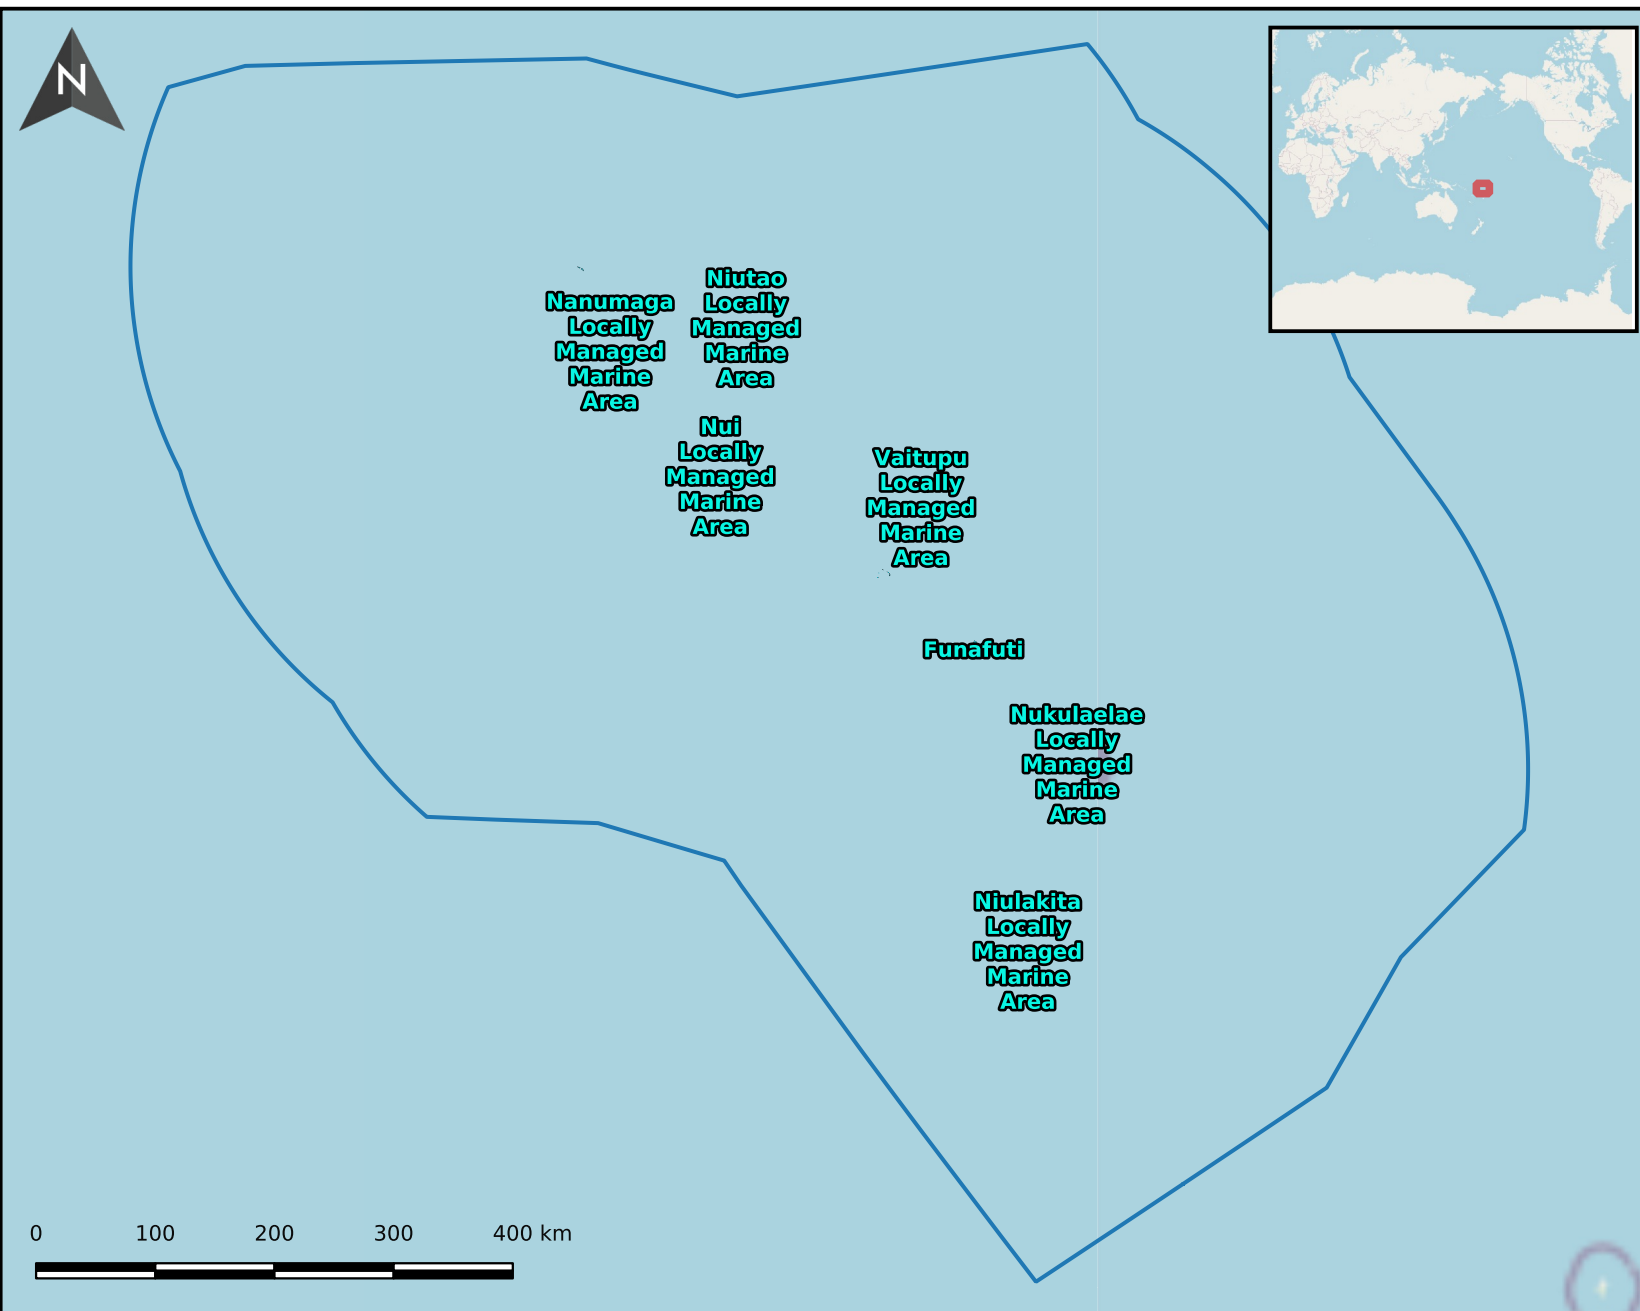 N
Niutao
Locally
Managed
Marine
Area
Nanumaga
Locally
Managed
Marine
Area
Nui
Locally
Managed
Marine
Area
Vaitupu
Locally
Managed
Marine
Area
Funafuti
Nukulaelae
Locally
Managed
Marine
Area
Niulakita
Locally
Managed
Marine
Area
0 100 200 300 400 km